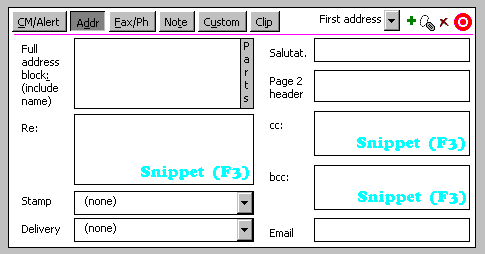 CM/Alert Addr Fax/Ph Note Custom Clip First address
Full address block: (include name)
Parts
Salutat.
Page 2 header
Re:
Snippet (F3)
cc:
Snippet (F3)
bcc:
Snippet (F3)
Stamp (none)
Delivery (none)
Email